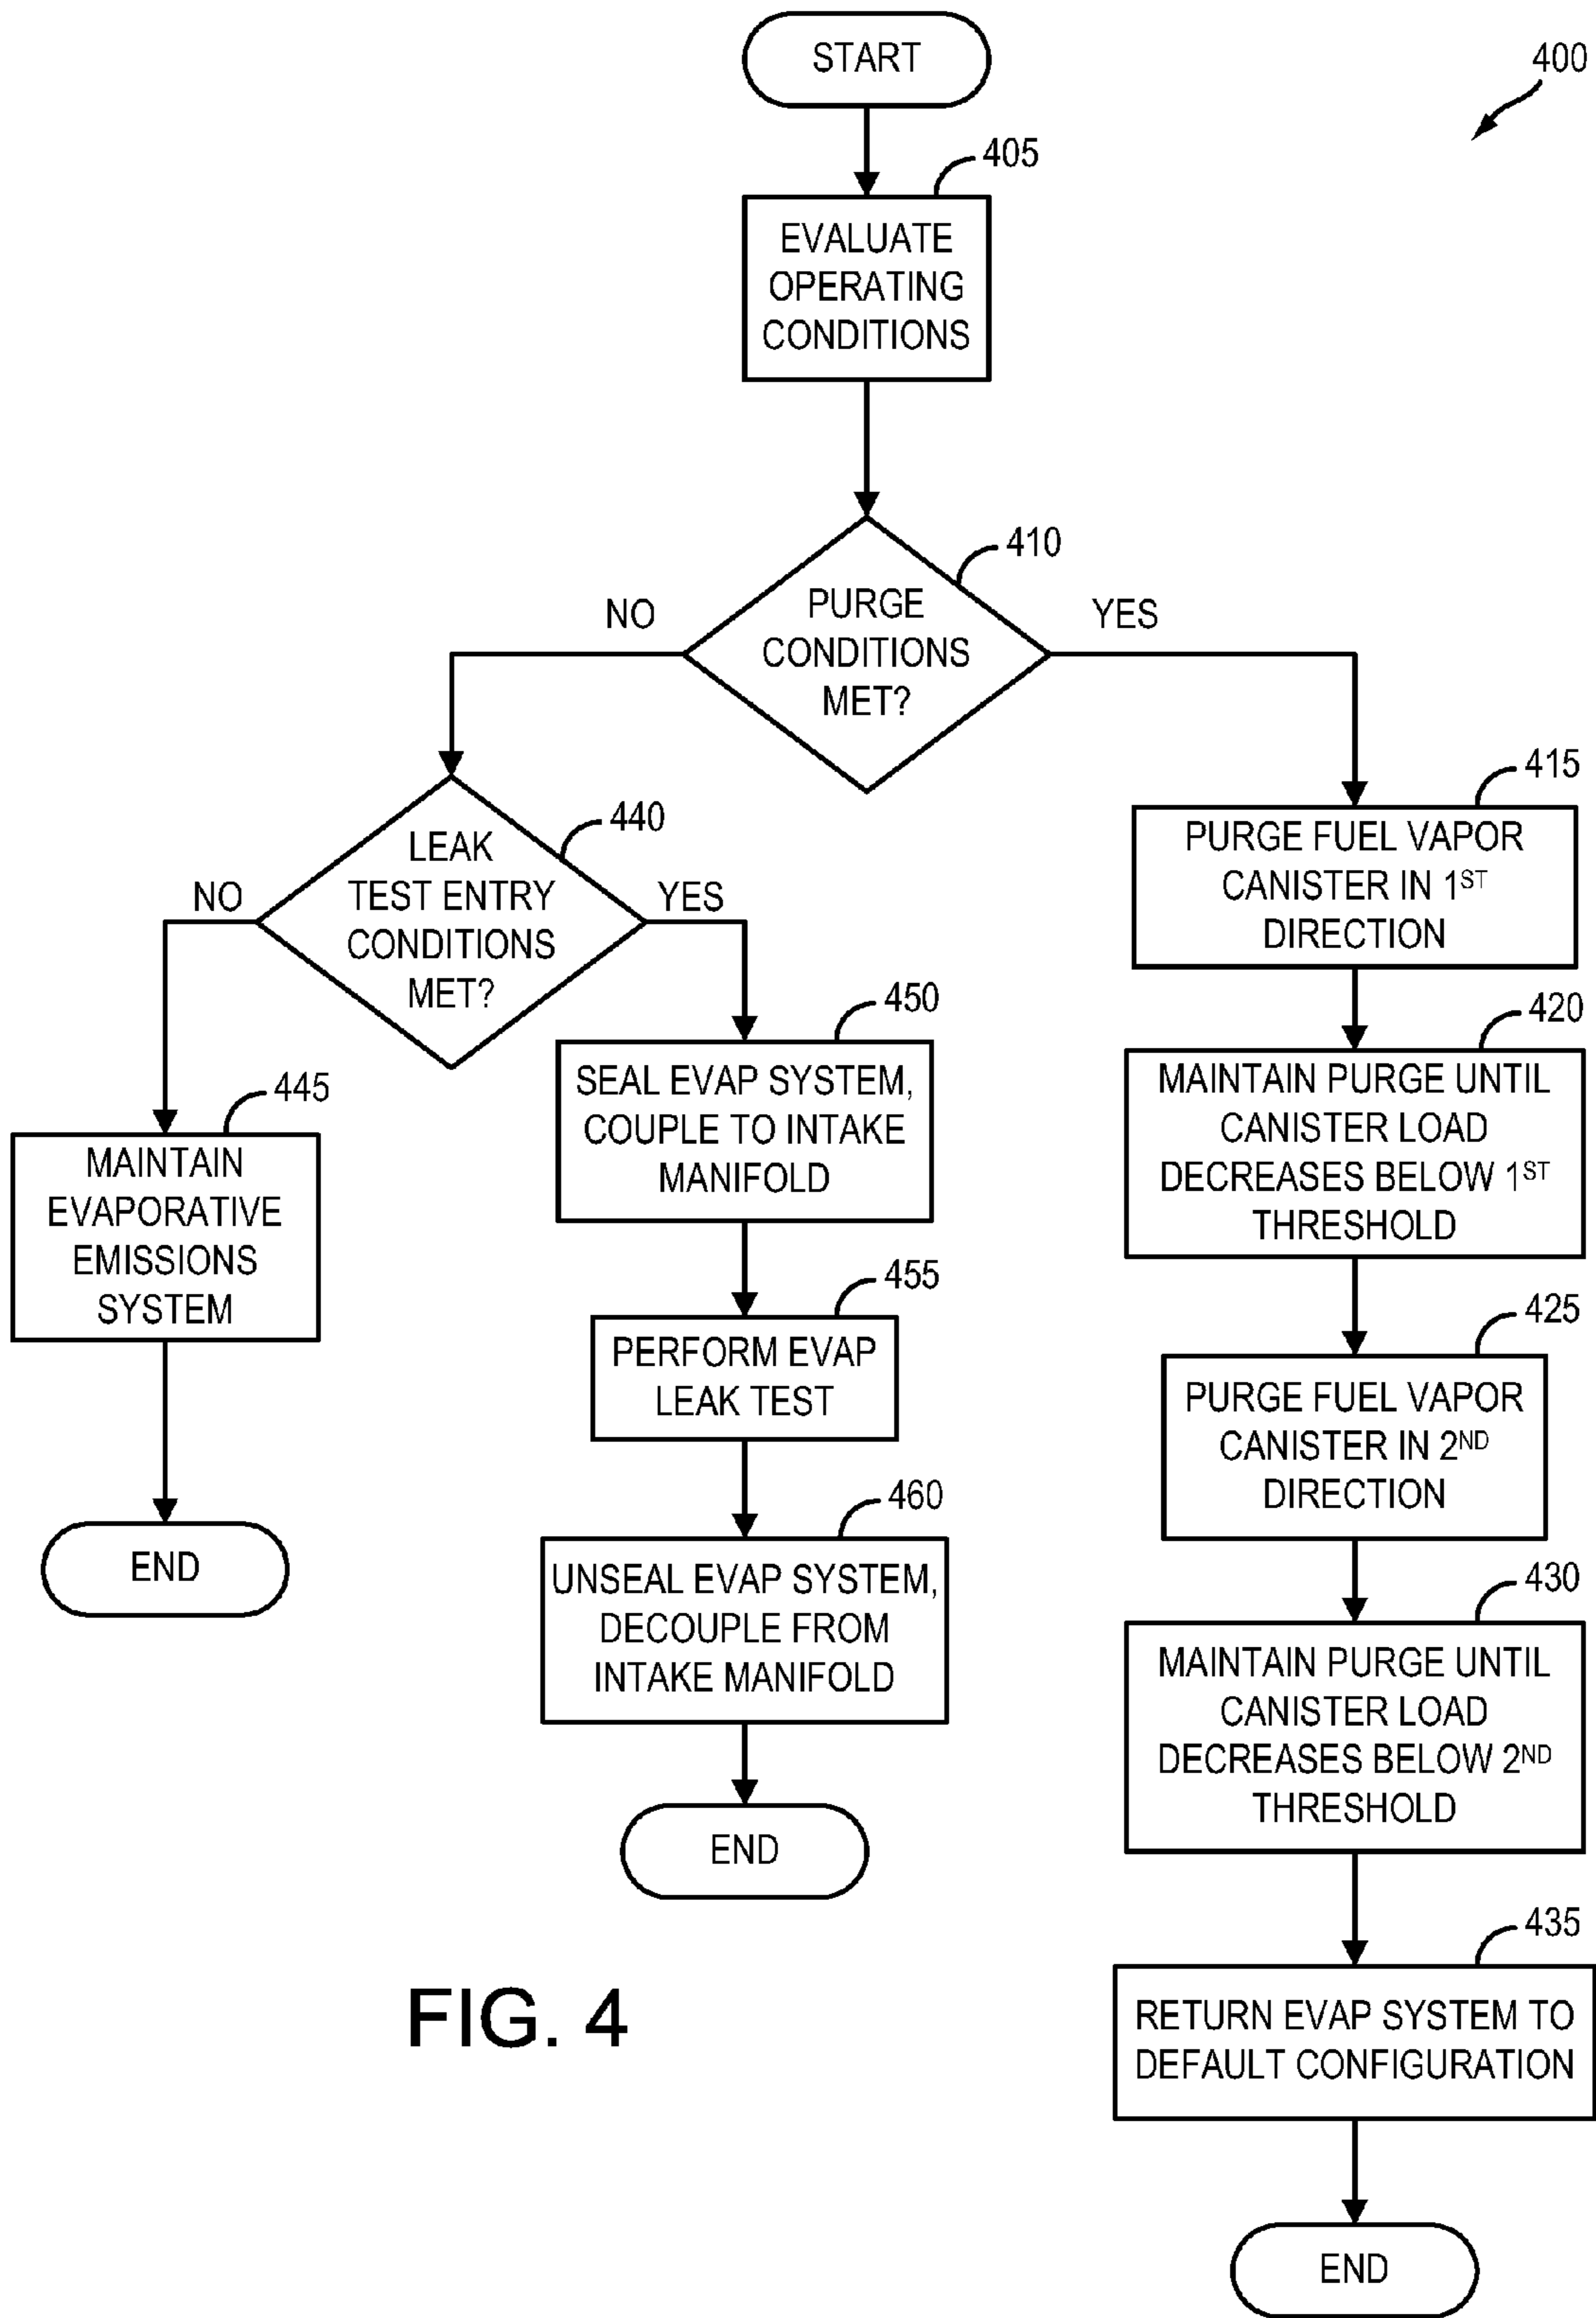 START
400
405
EVALUATE
OPERATING
CONDITIONS
410
NO
PURGE
CONDITIONS
MET?
YES
440
LEAK
TEST ENTRY
CONDITIONS
MET?
NO
YES
445
MAINTAIN
EVAPORATIVE
EMISSIONS
SYSTEM
END
450
SEAL EVAP SYSTEM,
COUPLE TO INTAKE
MANIFOLD
455
PERFORM EVAP
LEAK TEST
460
UNSEAL EVAP SYSTEM,
DECOUPLE FROM
INTAKE MANIFOLD
END
415
PURGE FUEL VAPOR
CANISTER IN 1ST
DIRECTION
420
MAINTAIN PURGE UNTIL
CANISTER LOAD
DECREASES BELOW 1ST
THRESHOLD
425
PURGE FUEL VAPOR
CANISTER IN 2ND
DIRECTION
430
MAINTAIN PURGE UNTIL
CANISTER LOAD
DECREASES BELOW 2ND
THRESHOLD
435
RETURN EVAP SYSTEM TO
DEFAULT CONFIGURATION
END
FIG. 4